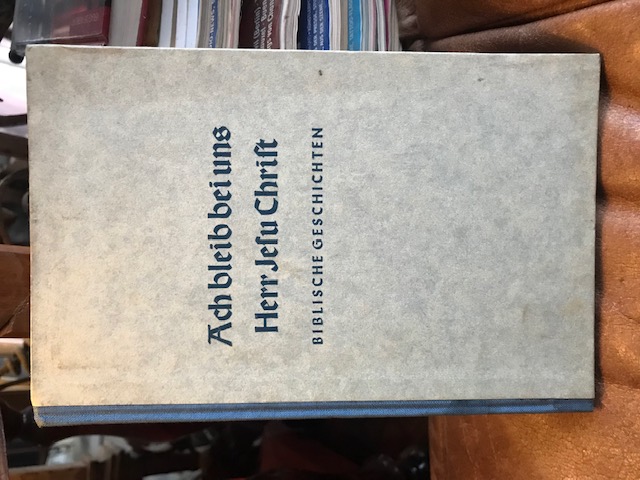 Ach bleib bei uns
Herr Jesu Christ
BIBLISCHE GESCHICHTEN